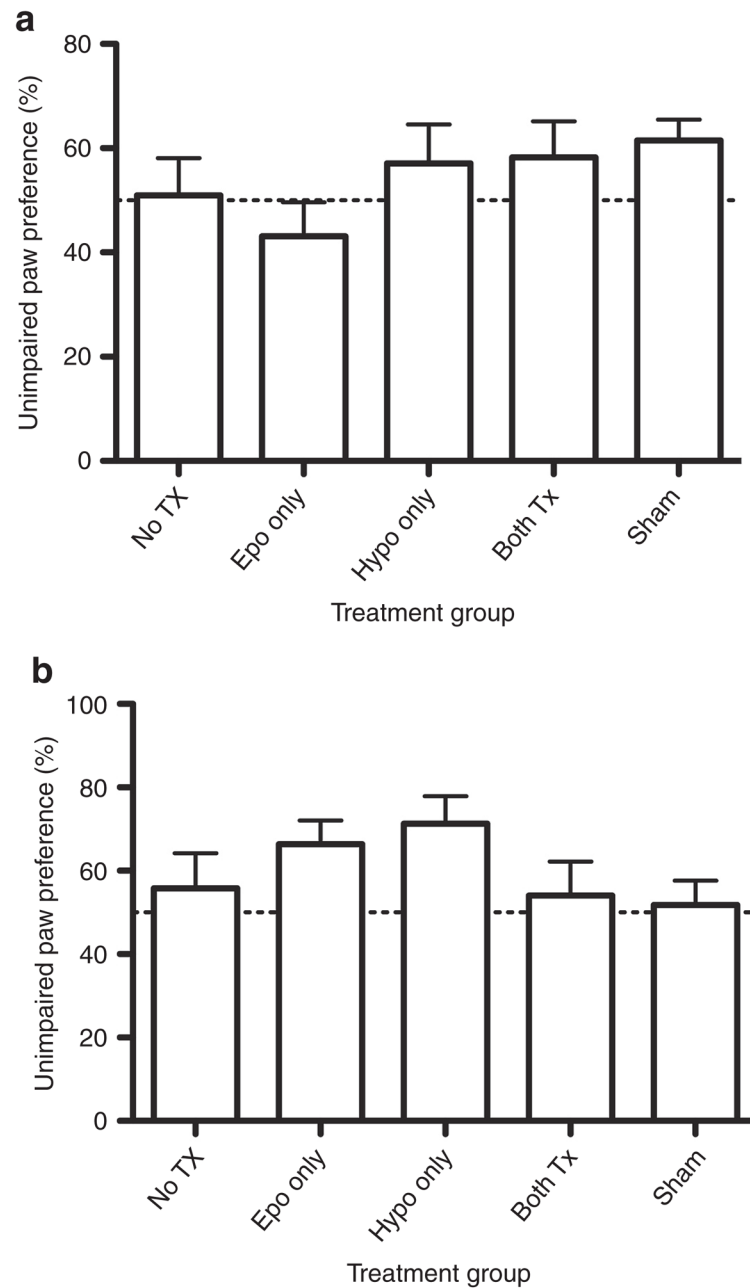 a
Unimpaired paw preference (%)
80
60
40
20
0
No TX
Epo only
Hypo only
Both Tx
Sham
Treatment group
b
Unimpaired paw preference (%)
100
80
60
40
20
0
No TX
Epo only
Hypo only
Both Tx
Sham
Treatment group